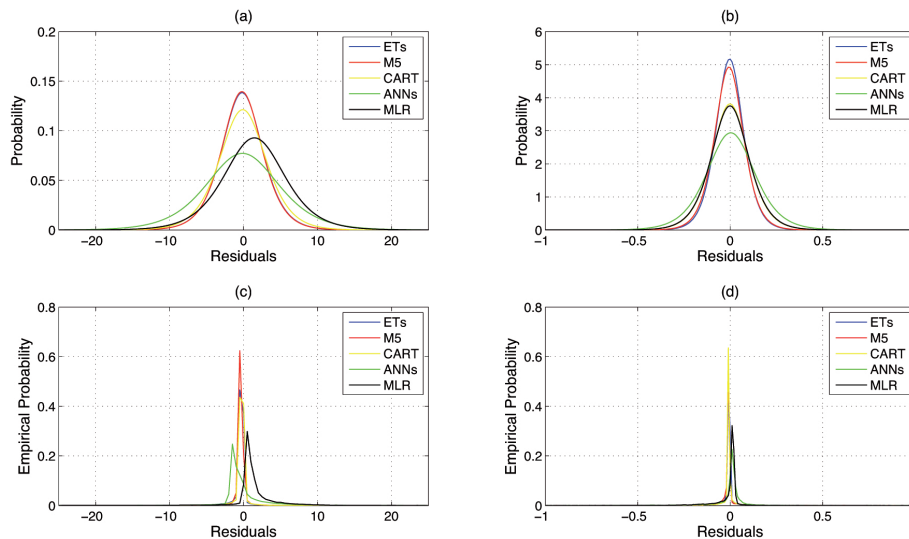 (a)
0.2
0.15
0.1
0.05
0
Probability
−20 −10 0 10 20
Residuals
ETs
M5
CART
ANNs
MLR
(b)
6
5
4
3
2
1
0
Probability
−1 −0.5 0 0.5
Residuals
ETs
M5
CART
ANNs
MLR
(c)
0.8
0.6
0.4
0.2
0
Empirical Probability
−20 −10 0 10 20
Residuals
ETs
M5
CART
ANNs
MLR
(d)
0.8
0.6
0.4
0.2
0
Empirical Probability
−1 −0.5 0 0.5
Residuals
ETs
M5
CART
ANNs
MLR